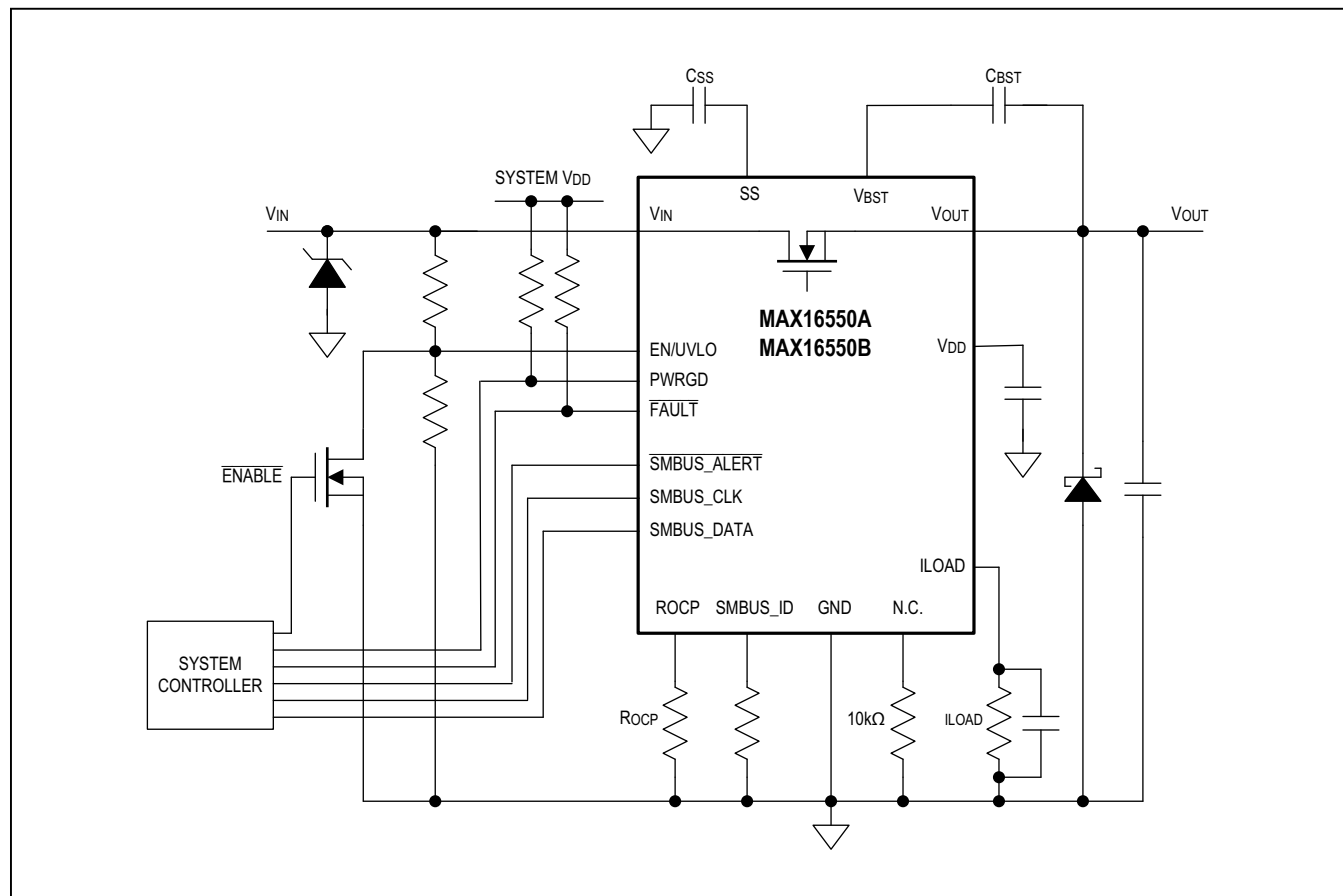 CSS
CBST
SYSTEM VDD
SS
VBST
VIN
VIN
VOUT
VOUT
MAX16550A
MAX16550B
EN/UVLO
VDD
PWRGD
FAULT
SMBUS_ALERT
ENABLE
SMBUS_CLK
SMBUS_DATA
ILOAD
ROCP
SMBUS_ID
GND
N.C.
SYSTEM
CONTROLLER
ROCP
10kΩ
ILOAD